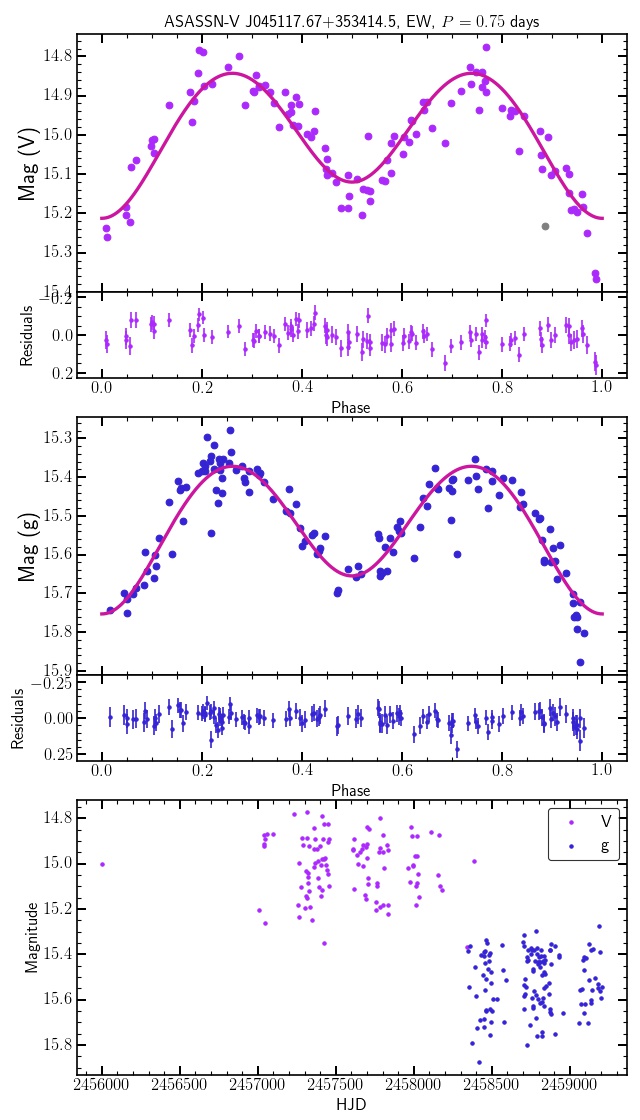 ASASSN-V J045117.67+353414.5, EW, P = 0.75 days
14.8
14.9
15.0
15.1
15.2
15.3
15.4
Mag (V)
−0.2
0.0
0.2
Residuals
0.0 0.2 0.4 0.6 0.8 1.0
Phase
15.3
15.4
15.5
15.6
15.7
15.8
15.9
Mag (g)
−0.25
0.00
0.25
Residuals
0.0 0.2 0.4 0.6 0.8 1.0
Phase
14.8
15.0
15.2
15.4
15.6
15.8
Magnitude
V
g
2456000 2456500 2457000 2457500 2458000 2458500 2459000
HJD